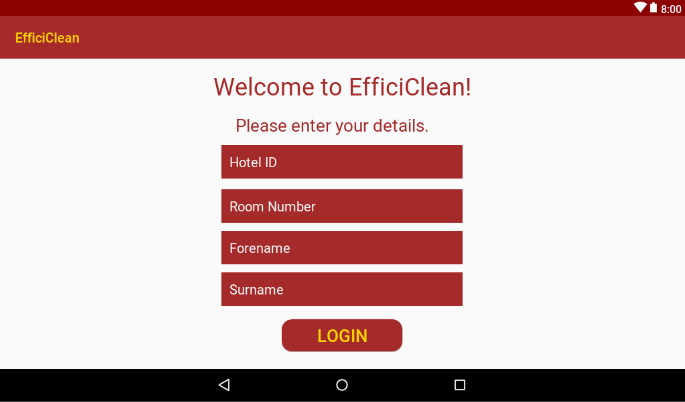 8:00
EfficiClean
Welcome to EfficiClean!
Please enter your details.
Hotel ID
Room Number
Forename
Surname
LOGIN